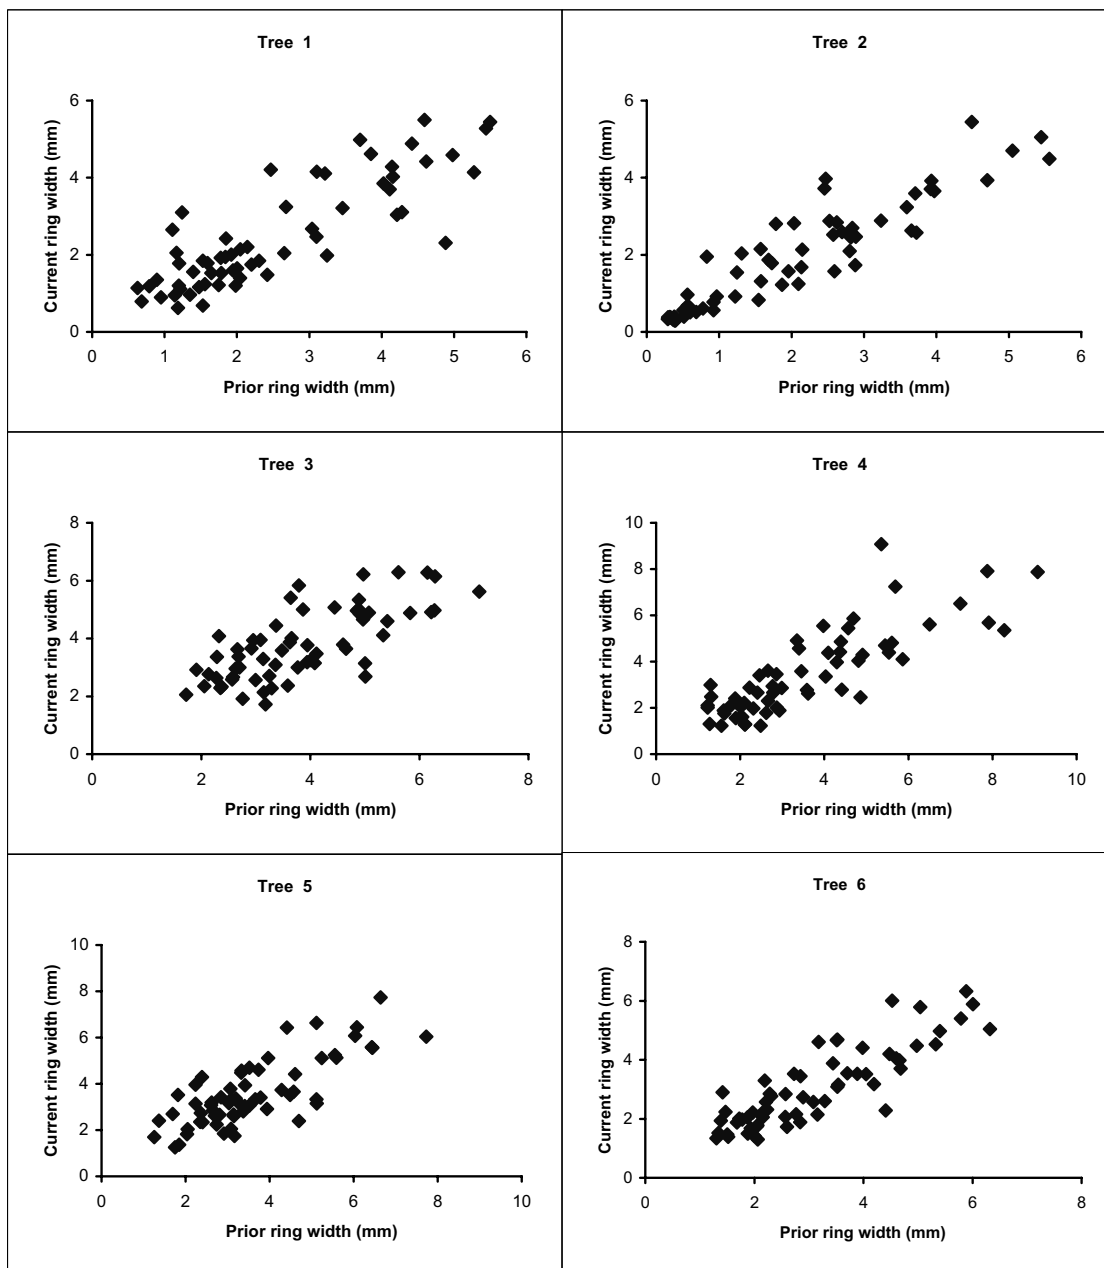 Tree 1
6
4
2
0
0 1 2 3 4 5 6
Current ring width (mm)
Prior ring width (mm)
Tree 2
6
4
2
0
0 1 2 3 4 5 6
Current ring width (mm)
Prior ring width (mm)
Tree 3
8
6
4
2
0
0 2 4 6 8
Current ring width (mm)
Prior ring width (mm)
Tree 4
10
8
6
4
2
0
0 2 4 6 8 10
Current ring width (mm)
Prior ring width (mm)
Tree 5
10
8
6
4
2
0
0 2 4 6 8 10
Current ring width (mm)
Prior ring width (mm)
Tree 6
8
6
4
2
0
0 2 4 6 8
Current ring width (mm)
Prior ring width (mm)